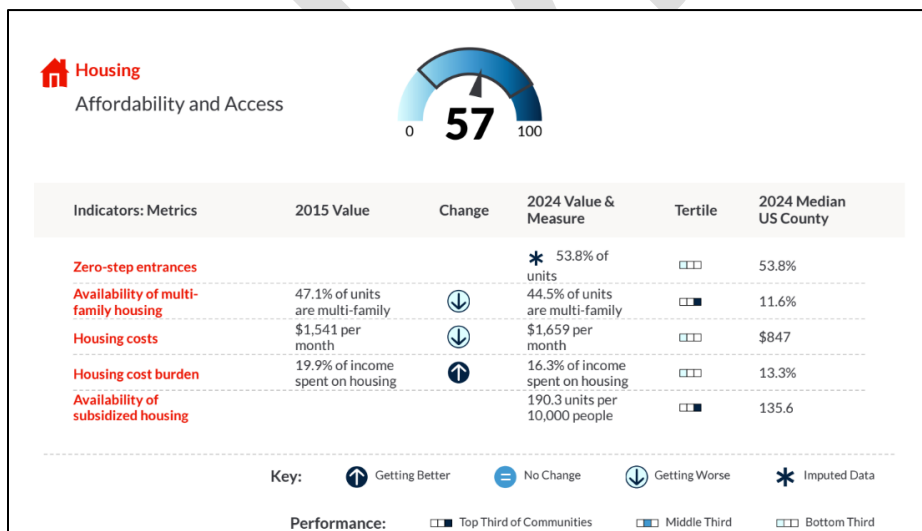 Housing
Affordability and Access
0 57 100
Indicators: Metrics 2015 Value Change 2024 Value & Measure Tertile 2024 Median US County
Zero-step entrances * 53.8% of units 53.8%
Availability of multi-family housing 47.1% of units are multi-family 44.5% of units are multi-family 11.6%
Housing costs $1,541 per month $1,659 per month $847
Housing cost burden 19.9% of income spent on housing 16.3% of income spent on housing 13.3%
Availability of subsidized housing 190.3 units per 10,000 people 135.6
Key: Getting Better = No Change Getting Worse * Imputed Data
Performance: Top Third of Communities Middle Third Bottom Third